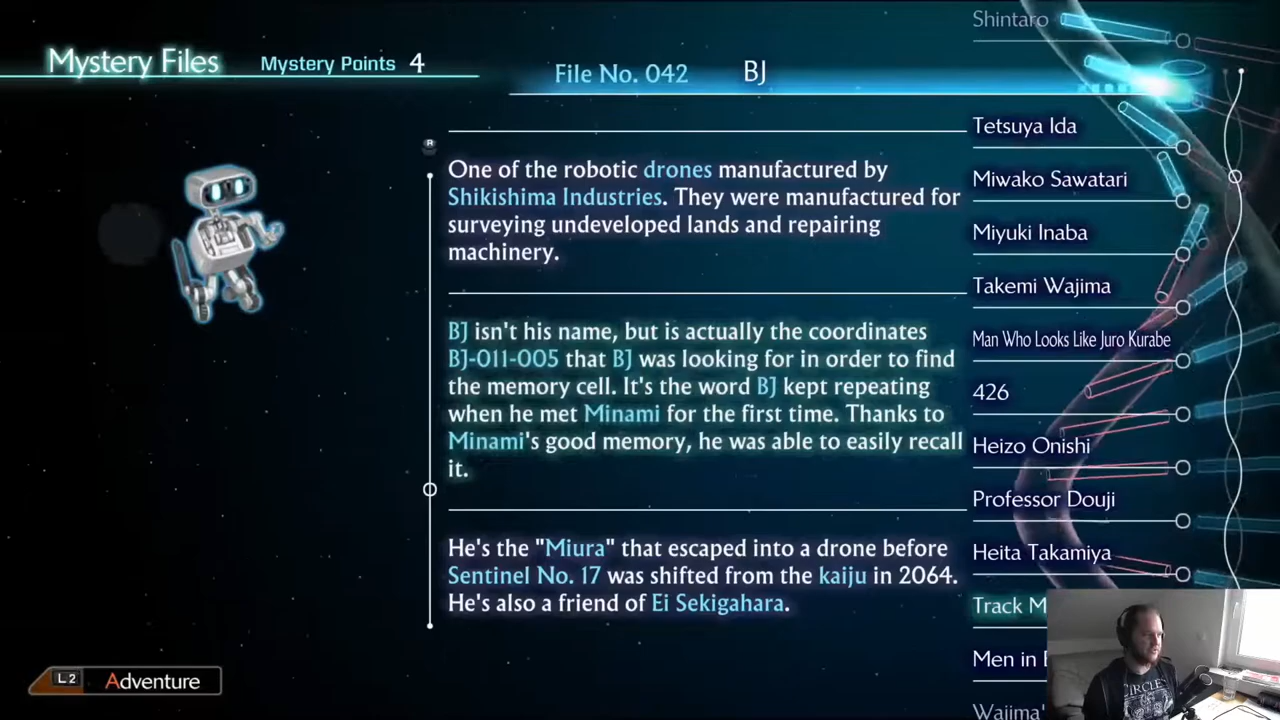 Mystery Files
Mystery Points 4
File No. 042 BJ
One of the robotic drones manufactured by
Shikishima Industries. They were manufactured for
surveying undeveloped lands and repairing
machinery.
BJ isn't his name, but is actually the coordinates
BJ-011-005 that BJ was looking for in order to find
the memory cell. It's the word BJ kept repeating
when he met Minami for the first time. Thanks to
Minami's good memory, he was able to easily recall
it.
He's the "Miura" that escaped into a drone before
Sentinel No. 17 was shifted from the kaiju in 2064.
He's also a friend of Ei Sekigahara.
Shintaro
Tetsuya Ida
Miwako Sawatari
Miyuki Inaba
Takemi Wajima
Man Who Looks Like Juro Kurabe
426
Heizo Onishi
Professor Douji
Heita Takamiya
Track M
Men in
Wajima'
L2 Adventure
R
CIRCLES